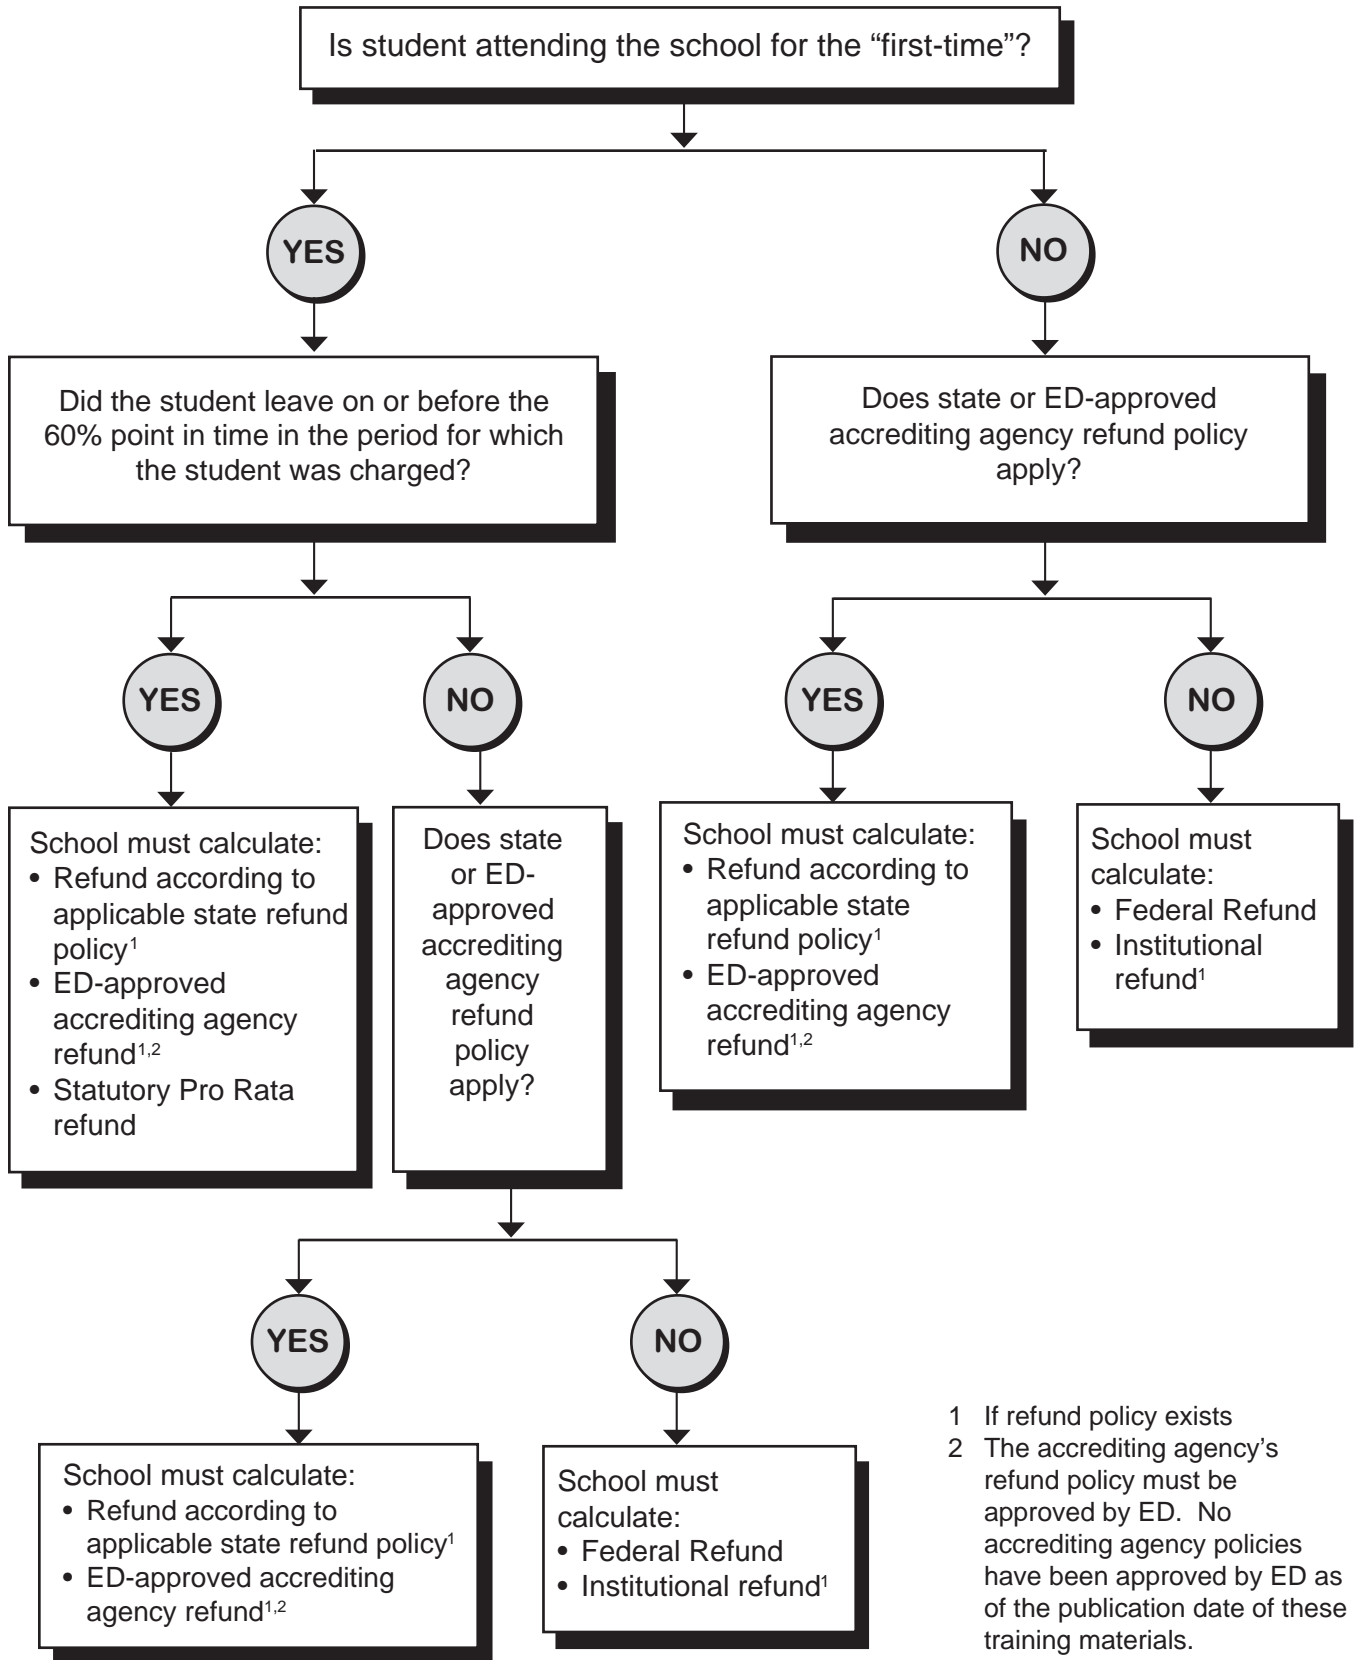 Is student attending the school for the “first-time”?
YES
NO
Did the student leave on or before the
60% point in time in the period for which
the student was charged?
Does state or ED-approved
accrediting agency refund policy
apply?
YES
NO
YES
NO
School must calculate:
• Refund according to
applicable state refund
policy1
• ED-approved
accrediting agency
refund1,2
• Statutory Pro Rata
refund
Does state
or ED-
approved
accrediting
agency
refund
policy
apply?
School must calculate:
• Refund according to
applicable state
refund policy1
• ED-approved
accrediting agency
refund1,2
School must
calculate:
• Federal Refund
• Institutional
refund1
YES
NO
School must calculate:
• Refund according to
applicable state refund policy1
• ED-approved accrediting
agency refund1,2
School must
calculate:
• Federal Refund
• Institutional refund1
1 If refund policy exists
2 The accrediting agency’s
refund policy must be
approved by ED. No
accrediting agency policies
have been approved by ED as
of the publication date of these
training materials.